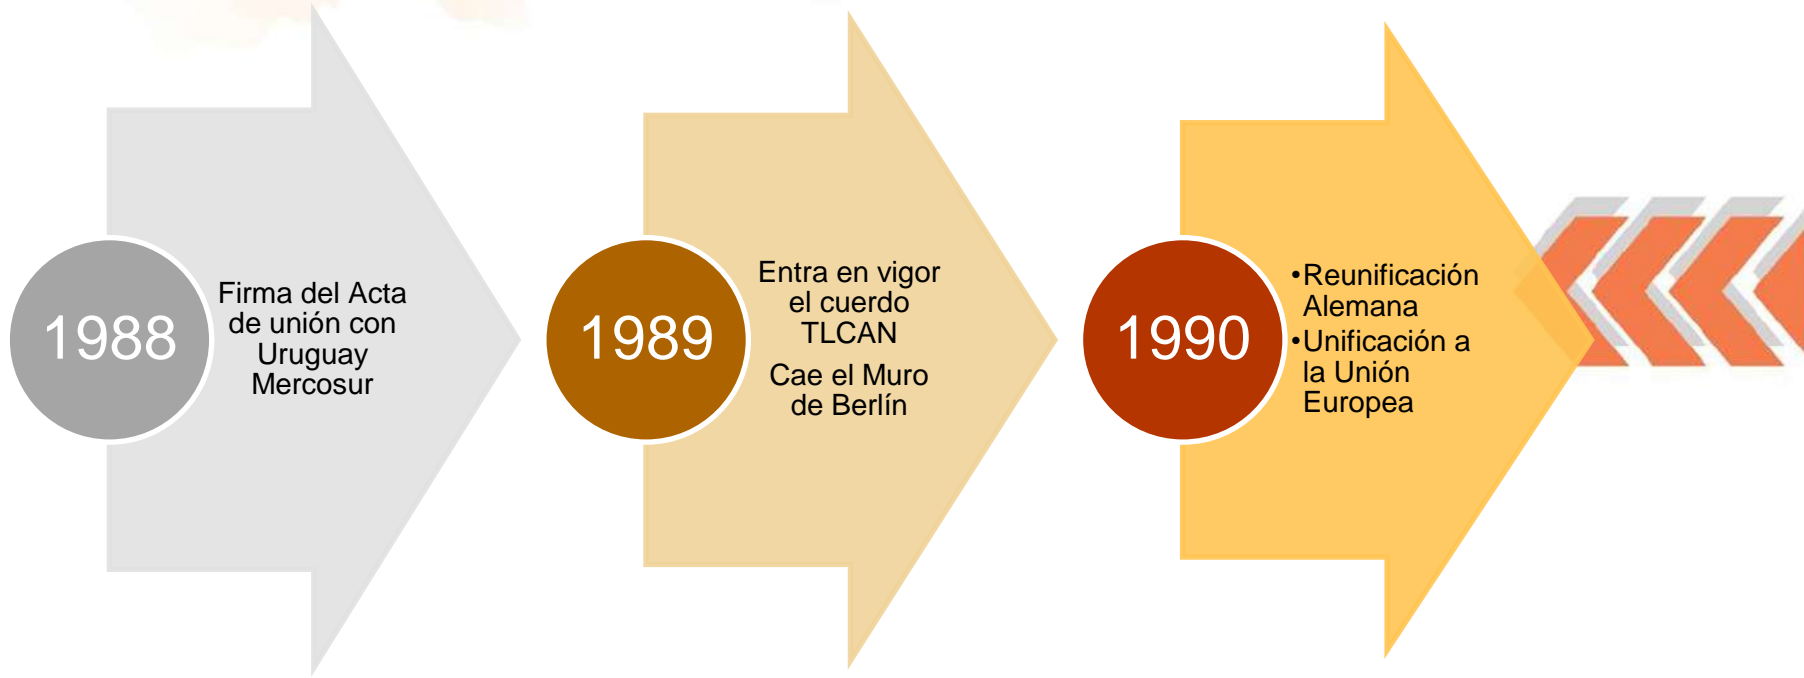 1988
Firma del Acta
de unión con
Uruguay
Mercosur
1989
Entra en vigor
el cuerdo
TLCAN
Cae el Muro
de Berlín
1990
•Reunificación
Alemana
•Unificación a
la Unión
Europea